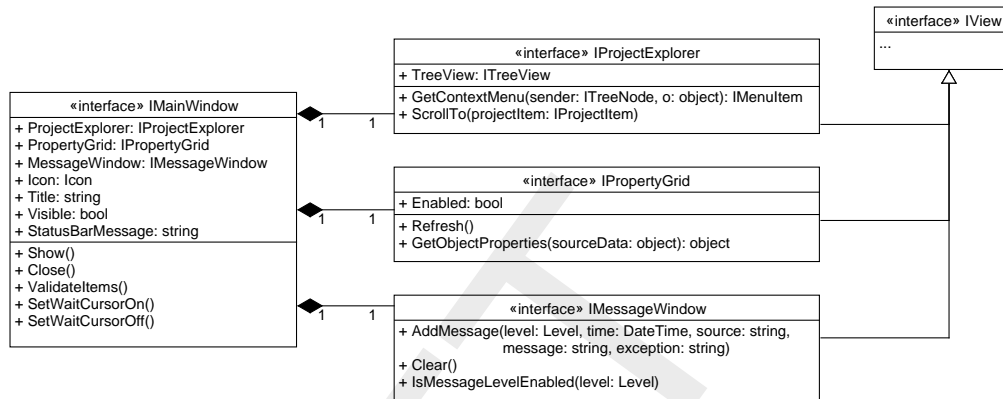 «interface» IView
...
«interface» IProjectExplorer
+ TreeView: ITreeView
+ GetContextMenu(sender: ITreeNode, o: object): IMenuItem
+ ScrollTo(projectItem: IProjectItem)
«interface» IMainWindow
+ ProjectExplorer: IProjectExplorer
+ PropertyGrid: IPropertyGrid
+ MessageWindow: IMessageWindow
+ Icon: Icon
+ Title: string
+ Visible: bool
+ StatusBarMessage: string
+ Show()
+ Close()
+ ValidateItems()
+ SetWaitCursorOn()
+ SetWaitCursorOff()
1 1
«interface» IPropertyGrid
+ Enabled: bool
+ Refresh()
+ GetObjectProperties(sourceData: object): object
1 1
«interface» IMessageWindow
+ AddMessage(level: Level, time: DateTime, source: string,
message: string, exception: string)
+ Clear()
+ IsMessageLevelEnabled(level: Level)
1 1